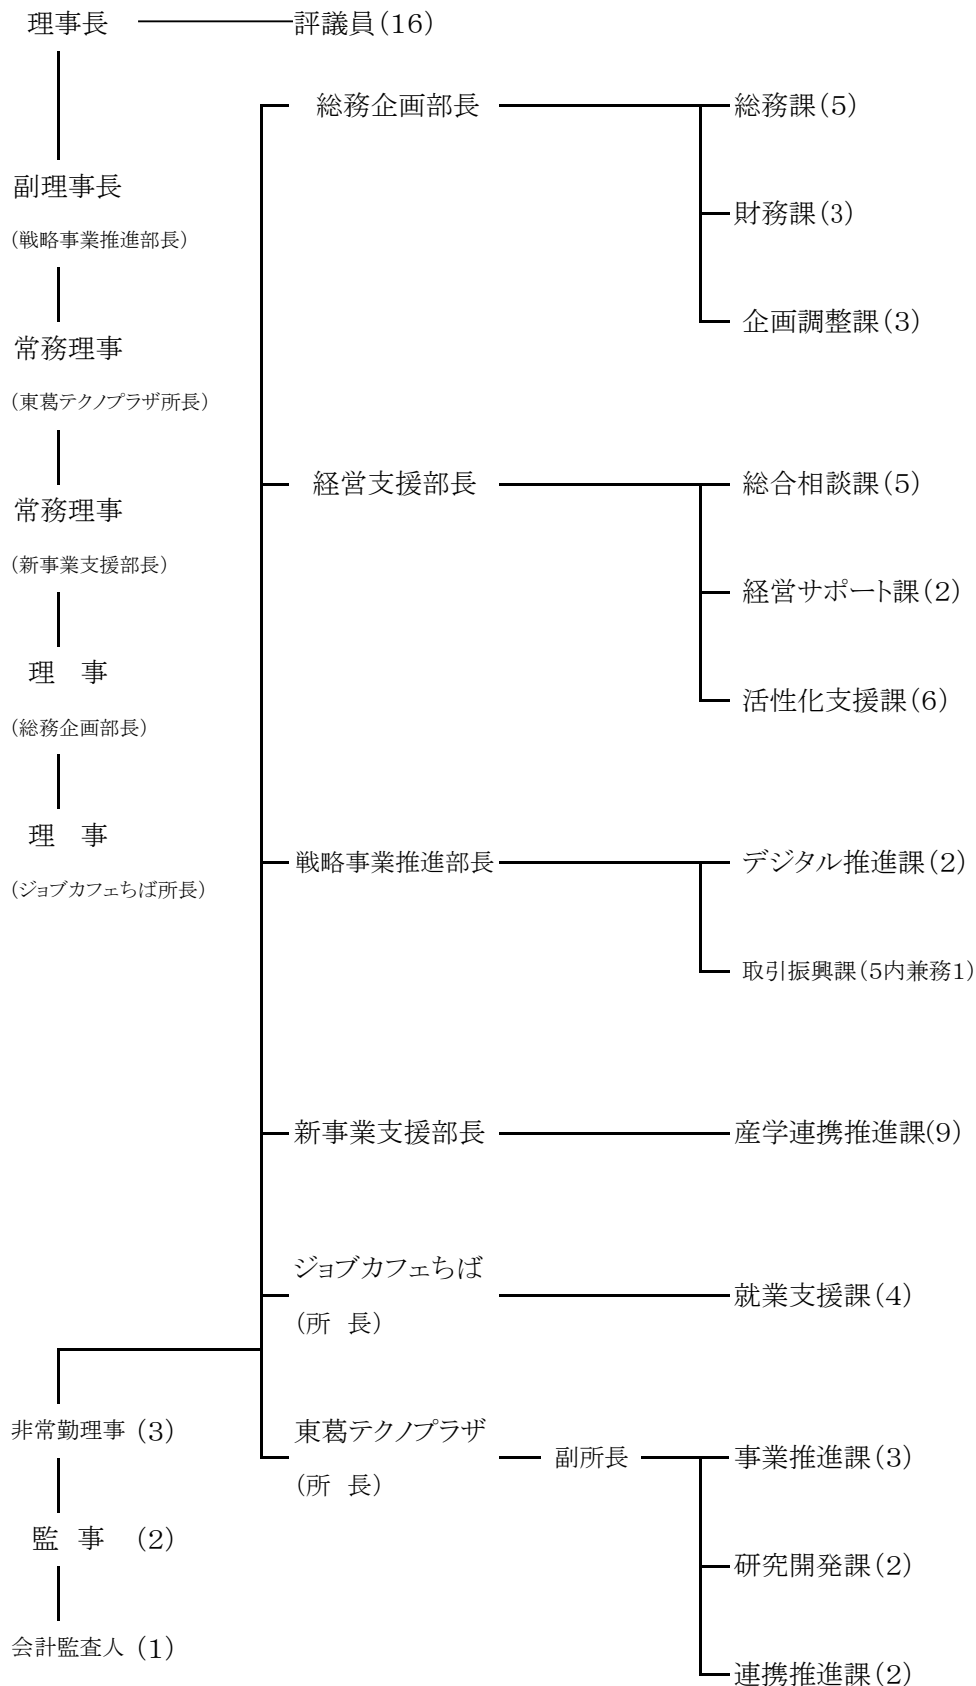 理事長
評議員(16)
総務企画部長
総務課(5)
副理事長
(戦略事業推進部長)
財務課(3)
常務理事
(東葛テクノプラザ所長)
企画調整課(3)
経営支援部長
総合相談課(5)
常務理事
(新事業支援部長)
経営サポート課(2)
理 事
(総務企画部長)
活性化支援課(6)
理 事
(ジョブカフェちば所長)
戦略事業推進部長
デジタル推進課(2)
取引振興課(5内兼務1)
新事業支援部長
産学連携推進課(9)
ジョブカフェちば
(所 長)
就業支援課(4)
非常勤理事 (3)
東葛テクノプラザ
(所 長)
副所長
事業推進課(3)
監 事 (2)
研究開発課(2)
会計監査人 (1)
連携推進課(2)